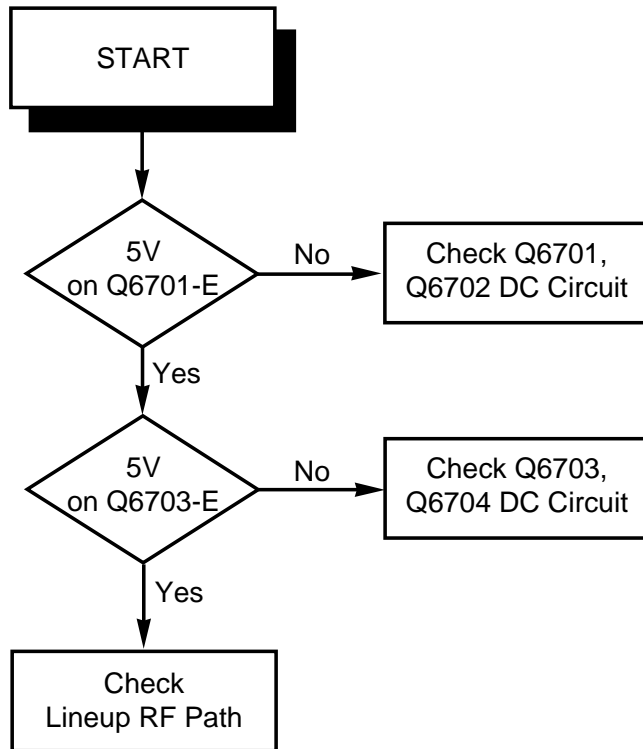 START
5V
on Q6701-E
No
Check Q6701,
Q6702 DC Circuit
Yes
5V
on Q6703-E
No
Check Q6703,
Q6704 DC Circuit
Yes
Check
Lineup RF Path